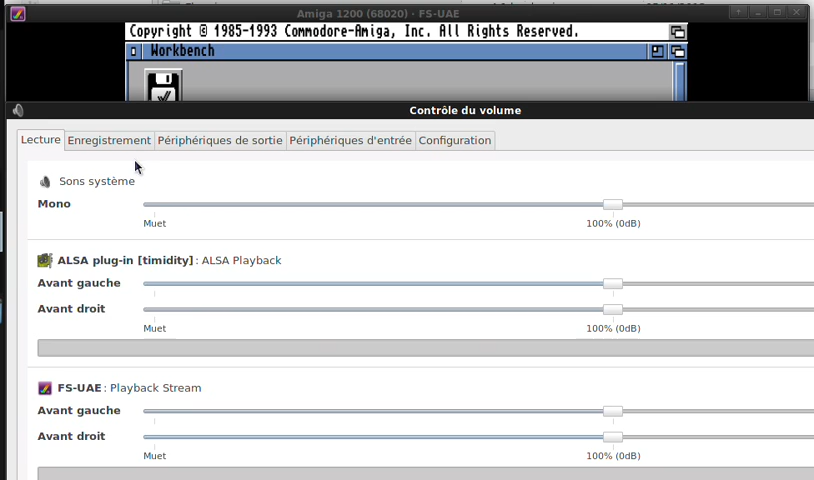 Amiga 1200 (68020) · FS-UAE
Copyright © 1985-1993 Commodore-Amiga, Inc. All Rights Reserved.
Workbench
Contrôle du volume
Lecture Enregistrement Périphériques de sortie Périphériques d'entrée Configuration
Sons système
Mono
Muet 100% (0dB)
ALSA plug-in [timidity] : ALSA Playback
Avant gauche
Avant droit
Muet 100% (0dB)
FS-UAE : Playback Stream
Avant gauche
Avant droit
Muet 100% (0dB)